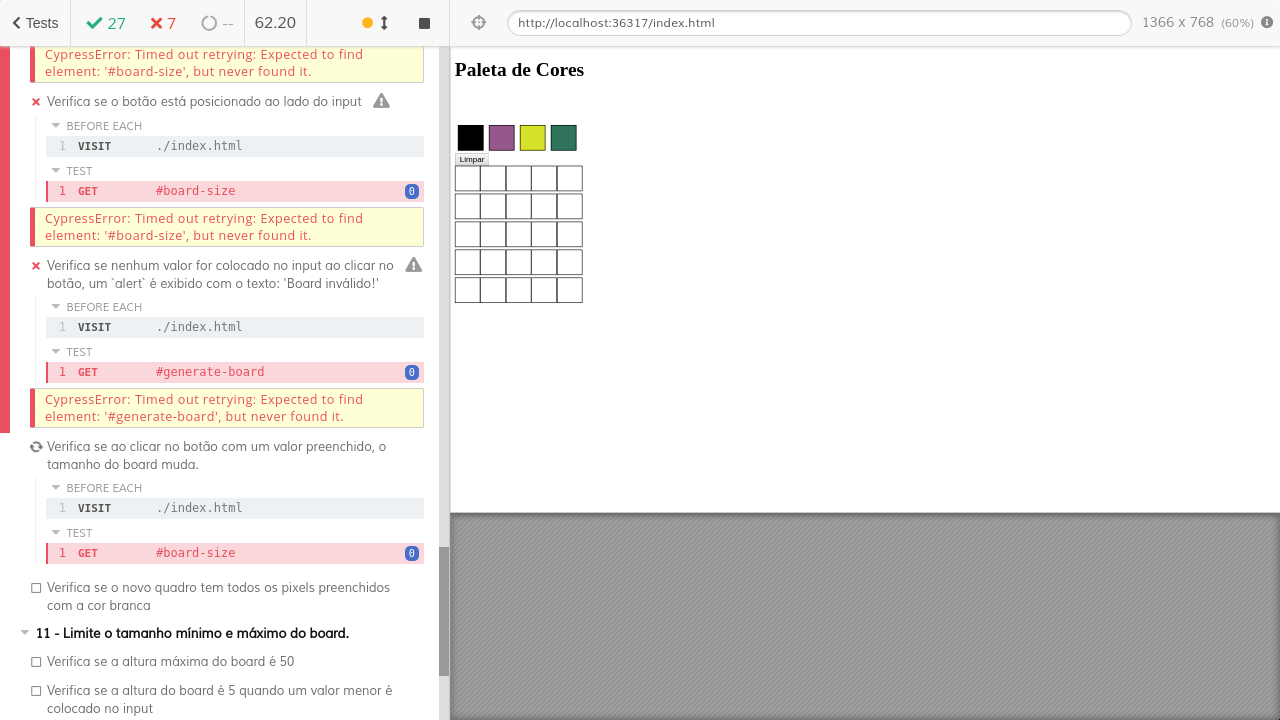 Tests 27 7 -- 62.20
http://localhost:36317/index.html 1366 x 768 (60%)
CypressError: Timed out retrying: Expected to find
element: '#board-size', but never found it.
Verifica se o botão está posicionado ao lado do input
BEFORE EACH
1 VISIT ./index.html
TEST
1 GET #board-size 0
CypressError: Timed out retrying: Expected to find
element: '#board-size', but never found it.
Verifica se nenhum valor for colocado no input ao clicar no
botão, um `alert` é exibido com o texto: 'Board inválido!'
BEFORE EACH
1 VISIT ./index.html
TEST
1 GET #generate-board 0
CypressError: Timed out retrying: Expected to find
element: '#generate-board', but never found it.
Verifica se ao clicar no botão com um valor preenchido, o
tamanho do board muda.
BEFORE EACH
1 VISIT ./index.html
TEST
1 GET #board-size 0
Verifica se o novo quadro tem todos os pixels preenchidos
com a cor branca
11 - Limite o tamanho mínimo e máximo do board.
Verifica se a altura máxima do board é 50
Verifica se a altura do board é 5 quando um valor menor é
colocado no input
Paleta de Cores
Limpar